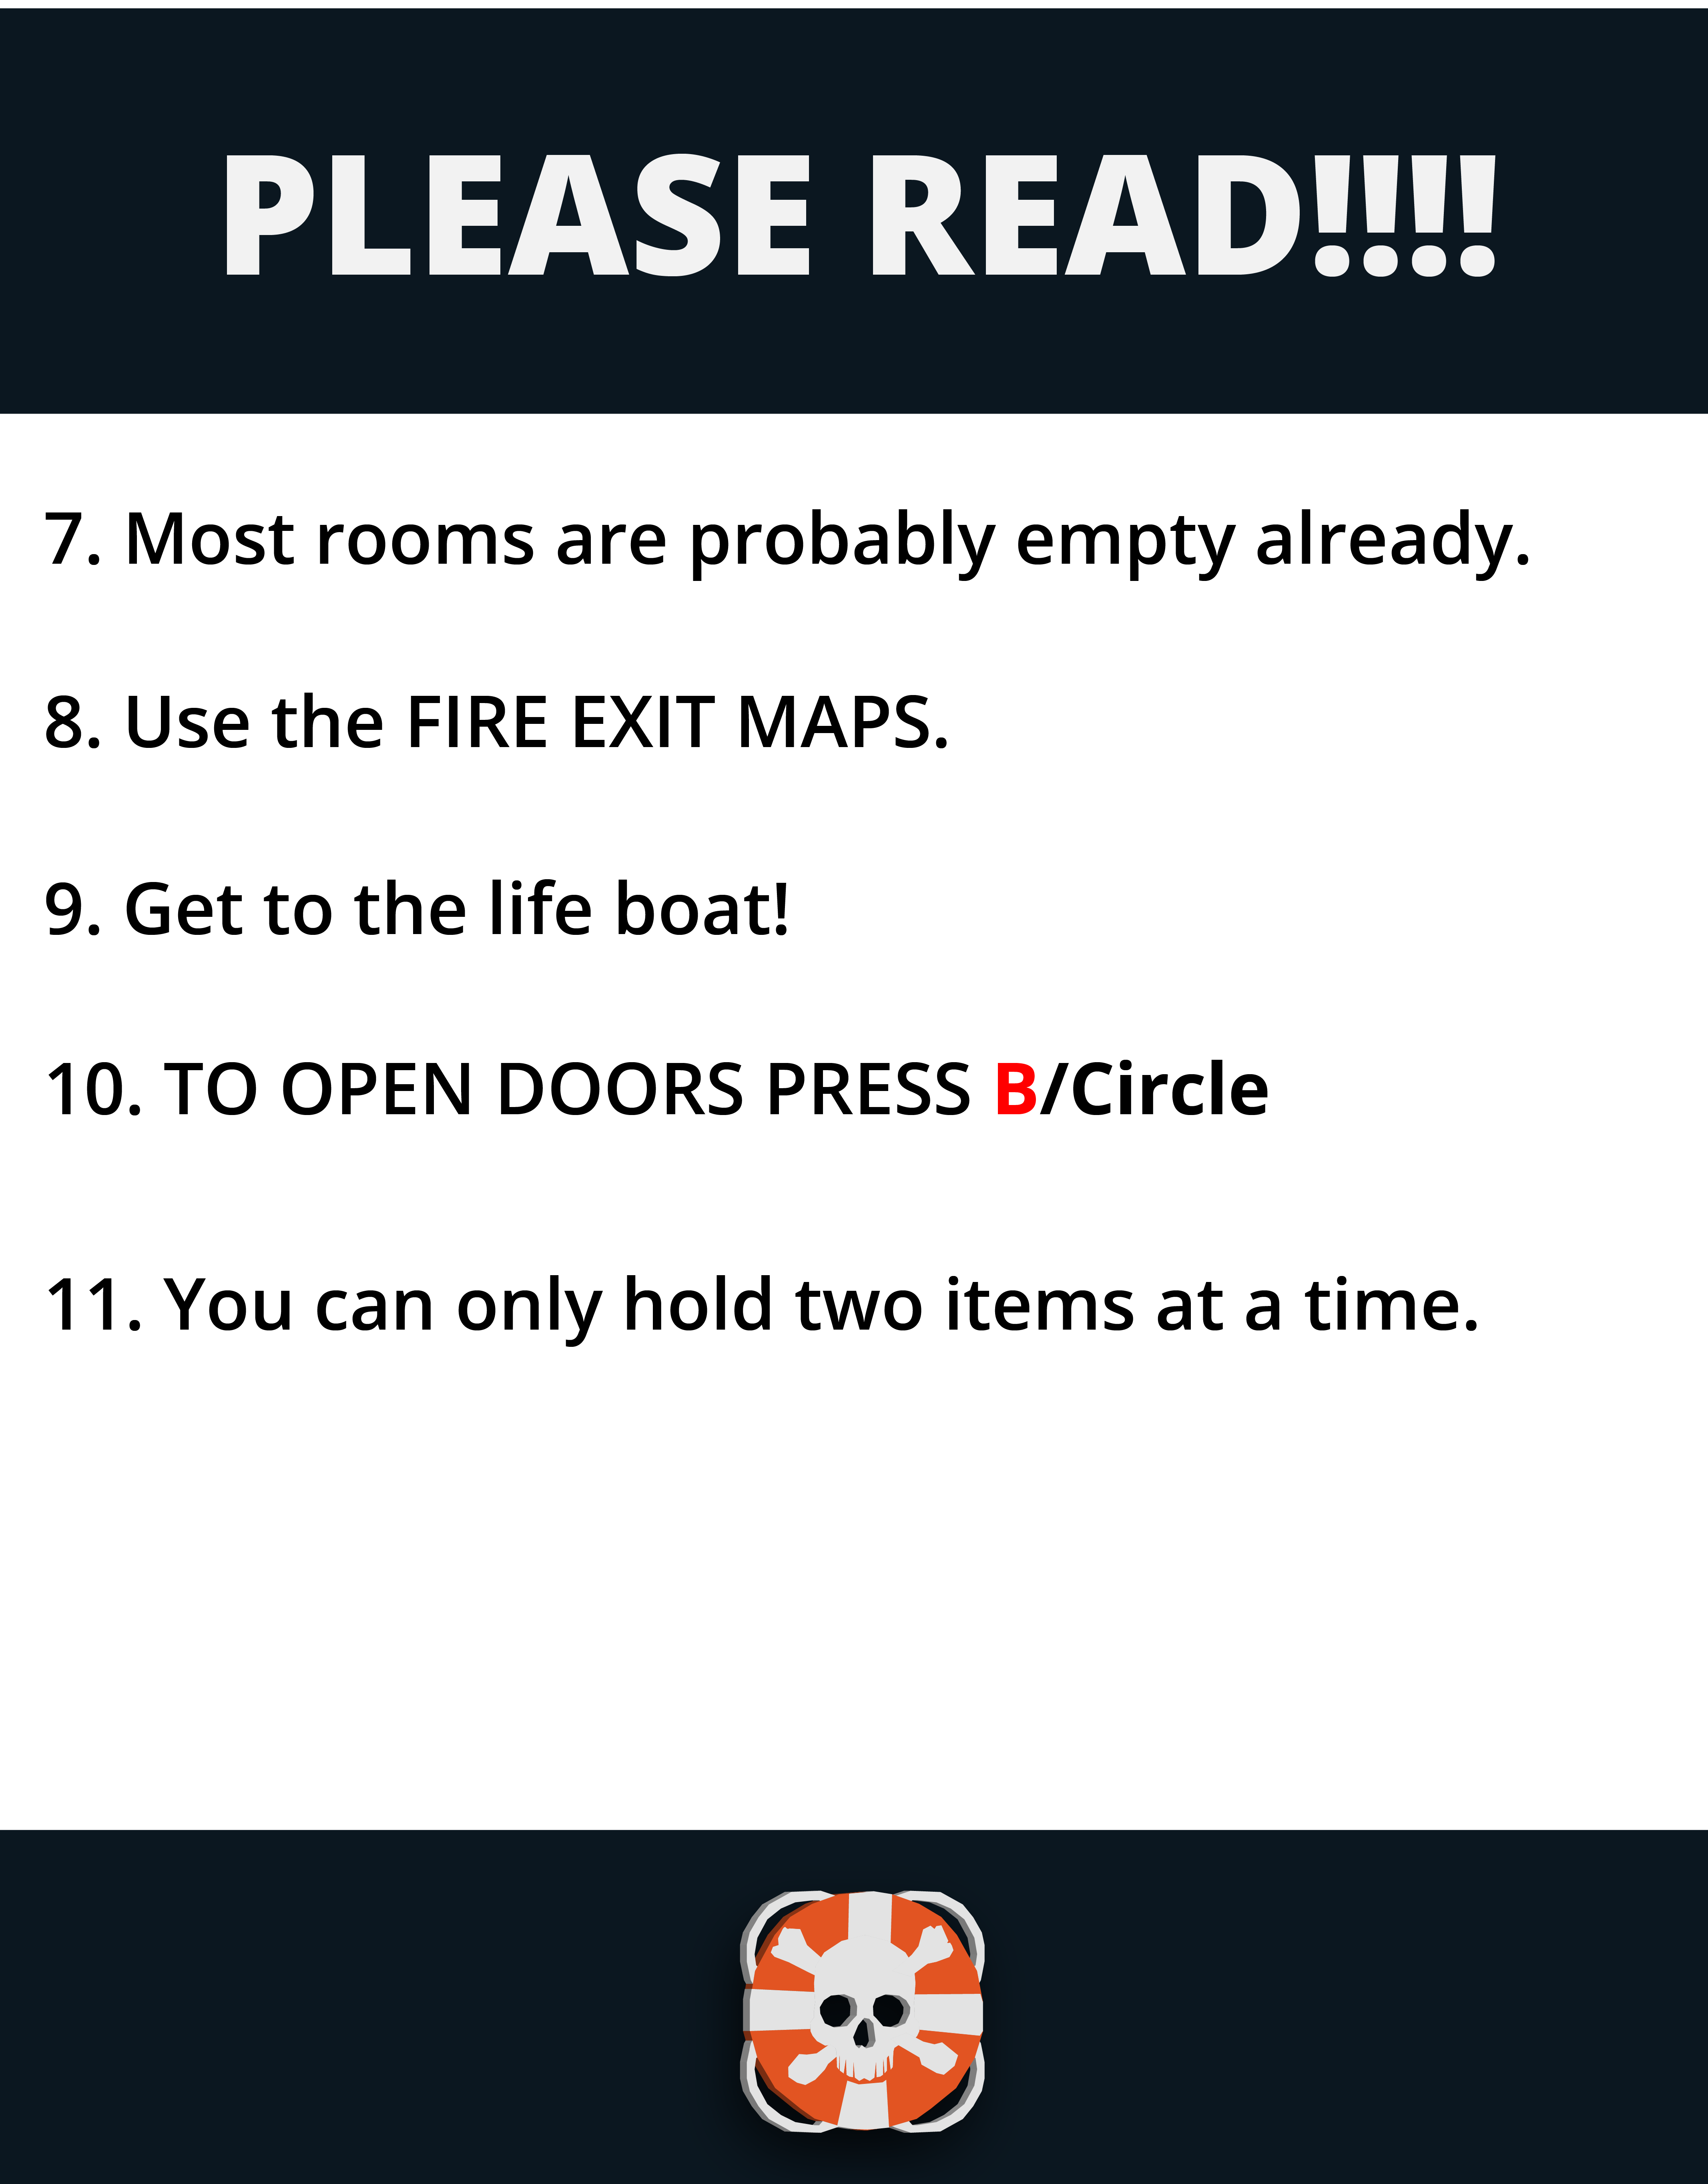 PLEASE READ!!!!
7. Most rooms are probably empty already.
8. Use the FIRE EXIT MAPS.
9. Get to the life boat!
10. TO OPEN DOORS PRESS B/Circle
11. You can only hold two items at a time.